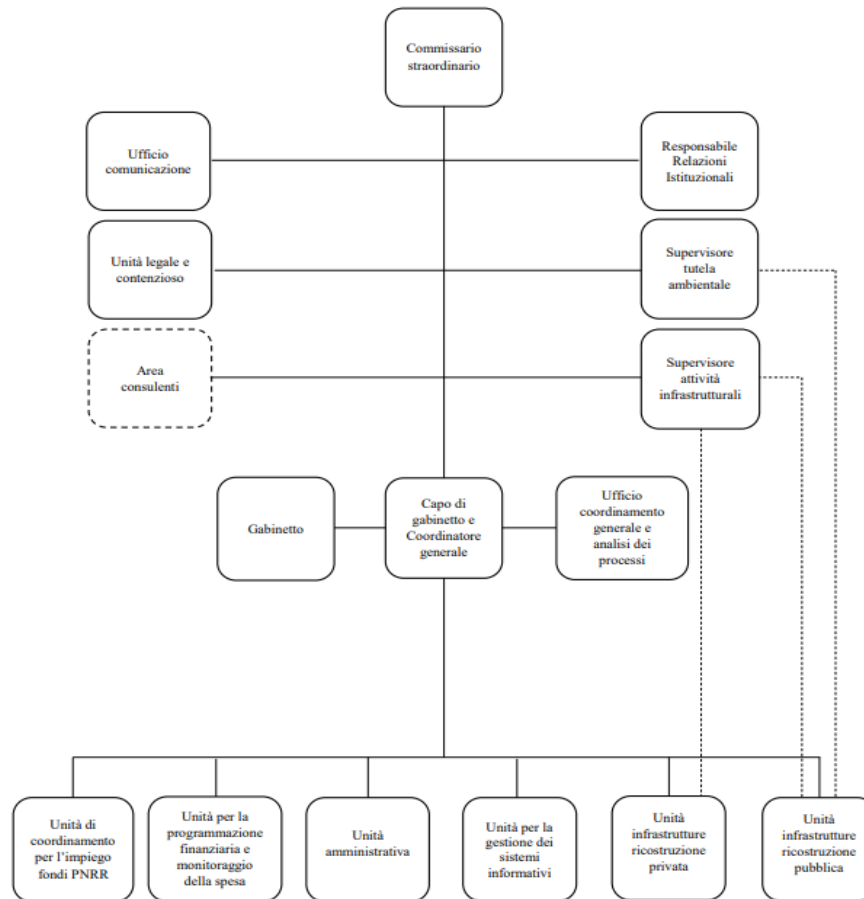 Commissario
straordinario
Ufficio
comunicazione
Responsabile
Relazioni
Istituzionali
Unità legale e
contenzioso
Supervisore
tutela
ambientale
Area
consulenti
Supervisore
attività
infrastrutturali
Gabinetto
Capo di
gabinetto e
Coordinatore
generale
Ufficio
coordinamento
generale e
analisi dei
processi
Unità di
coordinamento
per l’impiego
fondi PNRR
Unità per la
programmazione
finanziaria e
monitoraggio
della spesa
Unità
amministrativa
Unità per la
gestione dei
sistemi
informativi
Unità
infrastrutture
ricostruzione
privata
Unità
infrastrutture
ricostruzione
pubblica